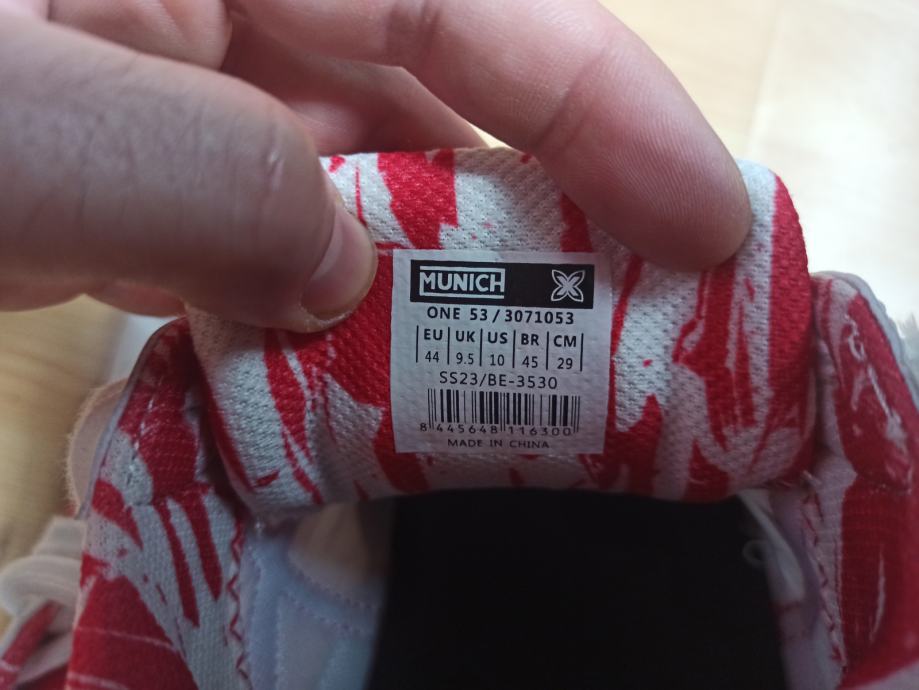 MUNICH
ONE 53/3071053
EU UK US BR CM
44 9.5 10 45 29
SS23/BE-3530
8 445648 116300
MADE IN CHINA